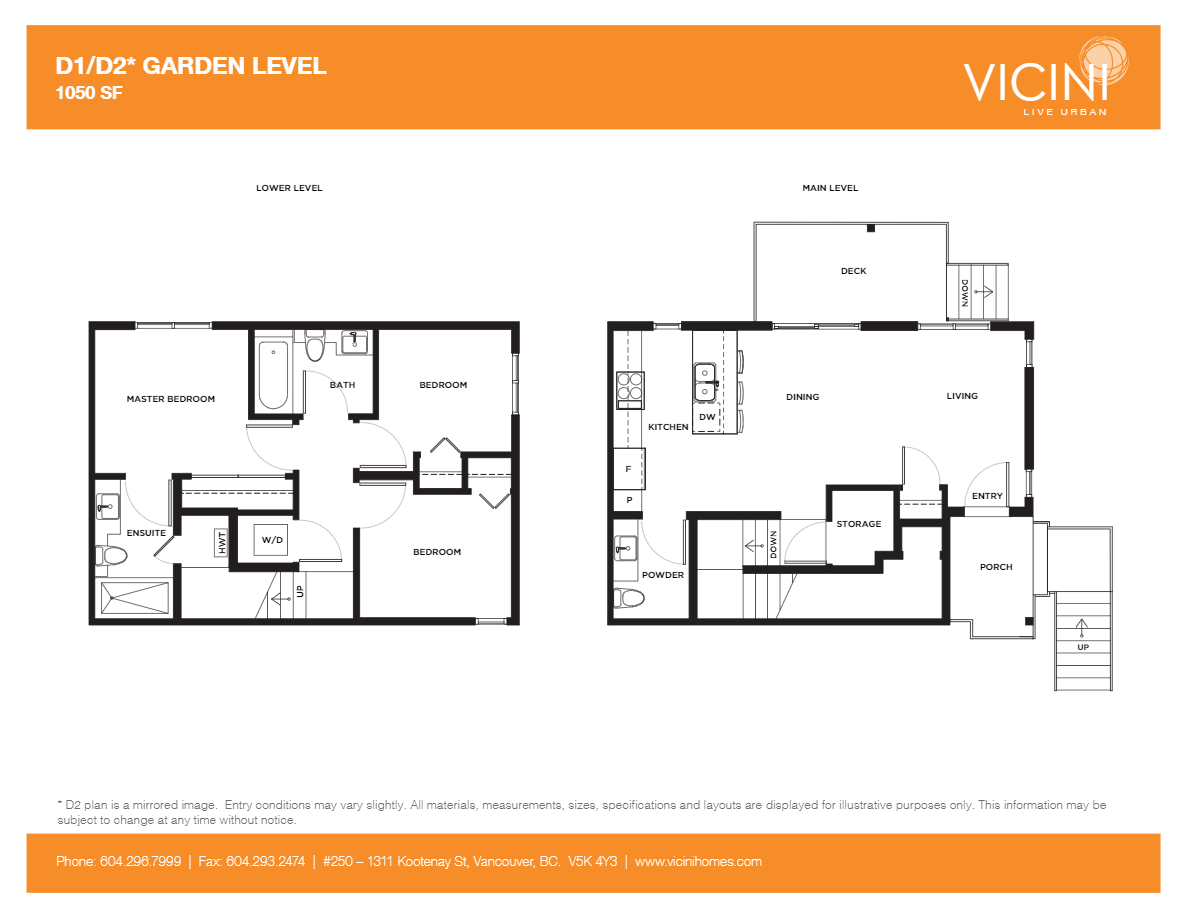 D1/D2* GARDEN LEVEL
1050 SF
VICINI
LIVE URBAN
LOWER LEVEL
MAIN LEVEL
DECK
DOWN
MASTER BEDROOM
BATH
BEDROOM
ENSUITE
HWT
W/D
UP
BEDROOM
DINING
LIVING
DW
KITCHEN
F
P
ENTRY
STORAGE
DOWN
POWDER
PORCH
UP
* D2 plan is a mirrored image.  Entry conditions may vary slightly. All materials, measurements, sizes, specifications and layouts are displayed for illustrative purposes only. This information may be
subject to change at any time without notice.
Phone: 604.296.7999 | Fax: 604.293.2474 | #250 – 1311 Kootenay St, Vancouver, BC.  V5K 4Y3 | www.vicinihomes.com